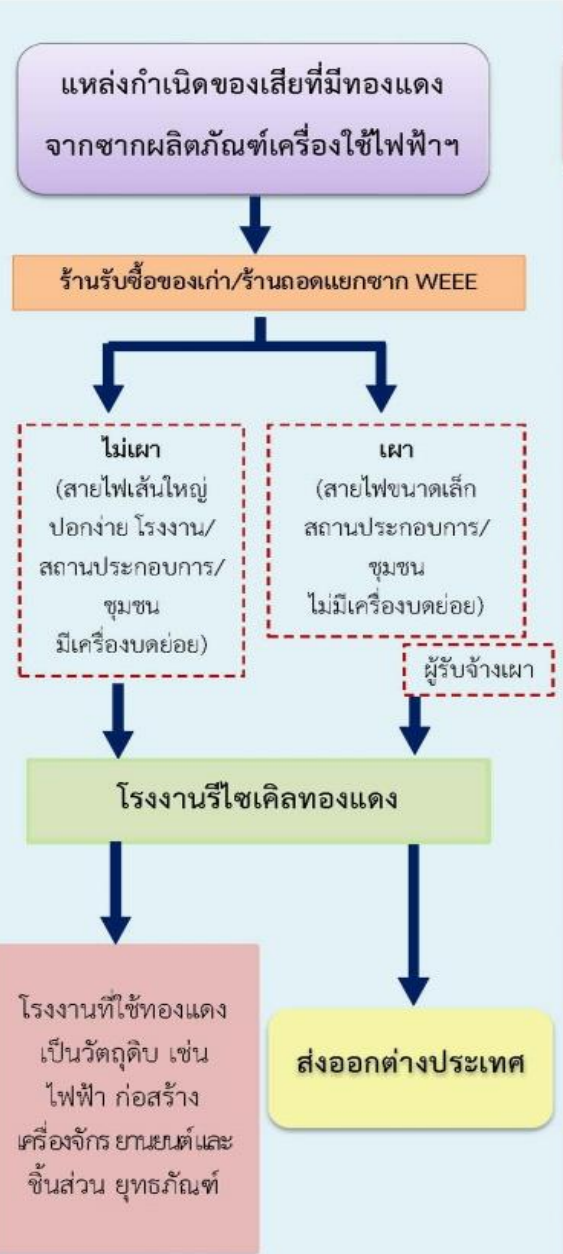 แหล่งกำเนิดของเสียที่มีทองแดง
จากซากผลิตภัณฑ์เครื่องใช้ไฟฟ้าฯ
ร้านรับซื้อของเก่า/ร้านถอดแยกซาก WEEE
ไม่เผา
(สายไฟเส้นใหญ่
ปอกง่าย โรงงาน/
สถานประกอบการ/
ชุมชน
มีเครื่องบดย่อย)
เผา
(สายไฟขนาดเล็ก
สถานประกอบการ/
ชุมชน
ไม่มีเครื่องบดย่อย)
ผู้รับจ้างเผา
โรงงานรีไซเคิลทองแดง
โรงงานที่ใช้ทองแดง
เป็นวัตถุดิบ เช่น
ไฟฟ้า ก่อสร้าง
เครื่องจักร ยานยนต์และ
ชิ้นส่วน ยุทธภัณฑ์
ส่งออกต่างประเทศ